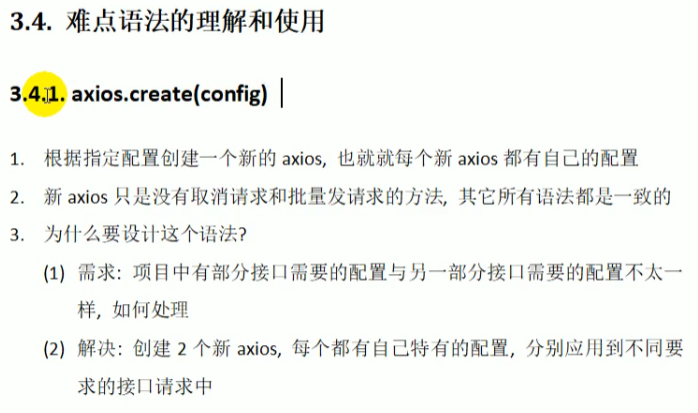 3.4. 难点语法的理解和使用
3.4.1. axios.create(config)
1. 根据指定配置创建一个新的 axios, 也就就每个新 axios 都有自己的配置
2. 新 axios 只是没有取消请求和批量发请求的方法, 其它所有语法都是一致的
3. 为什么要设计这个语法?
(1) 需求: 项目中有部分接口需要的配置与另一部分接口需要的配置不太一
样, 如何处理
(2) 解决: 创建 2 个新 axios, 每个都有自己特有的配置, 分别应用到不同要
求的接口请求中